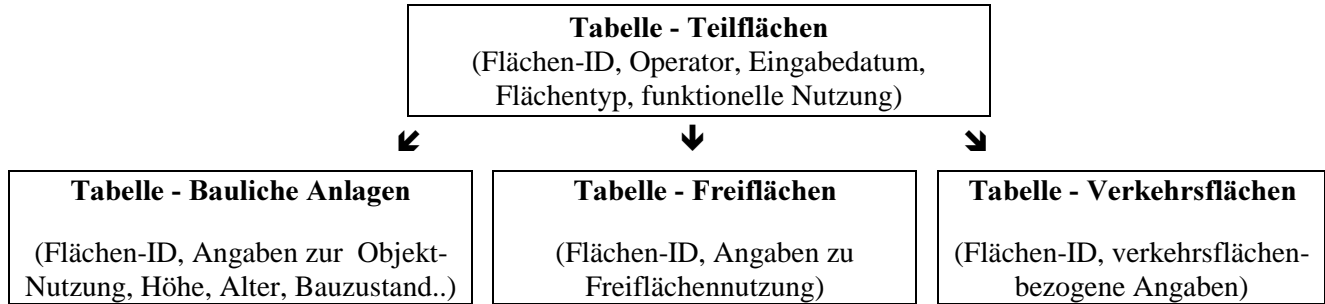 Tabelle - Teilflächen
(Flächen-ID, Operator, Eingabedatum,
Flächentyp, funktionelle Nutzung)
Tabelle - Bauliche Anlagen
(Flächen-ID, Angaben zur Objekt-
Nutzung, Höhe, Alter, Bauzustand..)
Tabelle - Freiflächen
(Flächen-ID, Angaben zu
Freiflächennutzung)
Tabelle - Verkehrsflächen
(Flächen-ID, verkehrsflächen-
bezogene Angaben)